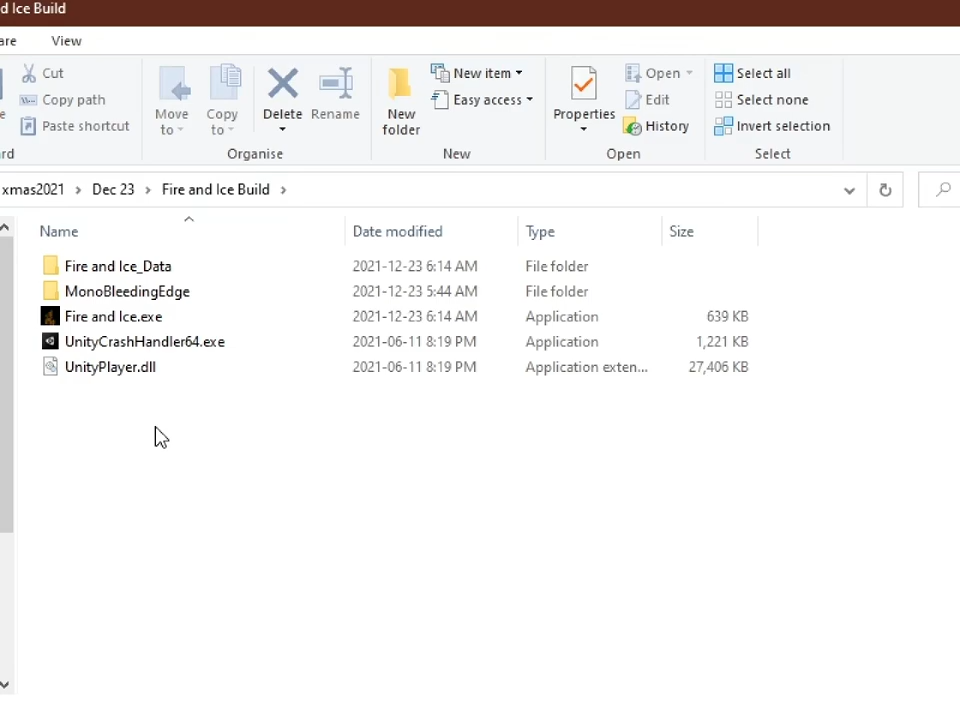 d Ice Build
are View
Cut
Copy path
Paste shortcut
rd
Move to
Copy to
Delete
Rename
Organise
New folder
New item
Easy access
New
Properties
Open
Edit
History
Open
Select all
Select none
Invert selection
Select
xmas2021 > Dec 23 > Fire and Ice Build >
Name Date modified Type Size
Fire and Ice_Data 2021-12-23 6:14 AM File folder
MonoBleedingEdge 2021-12-23 5:44 AM File folder
Fire and Ice.exe 2021-12-23 6:14 AM Application 639 KB
UnityCrashHandler64.exe 2021-06-11 8:19 PM Application 1,221 KB
UnityPlayer.dll 2021-06-11 8:19 PM Application exten... 27,406 KB